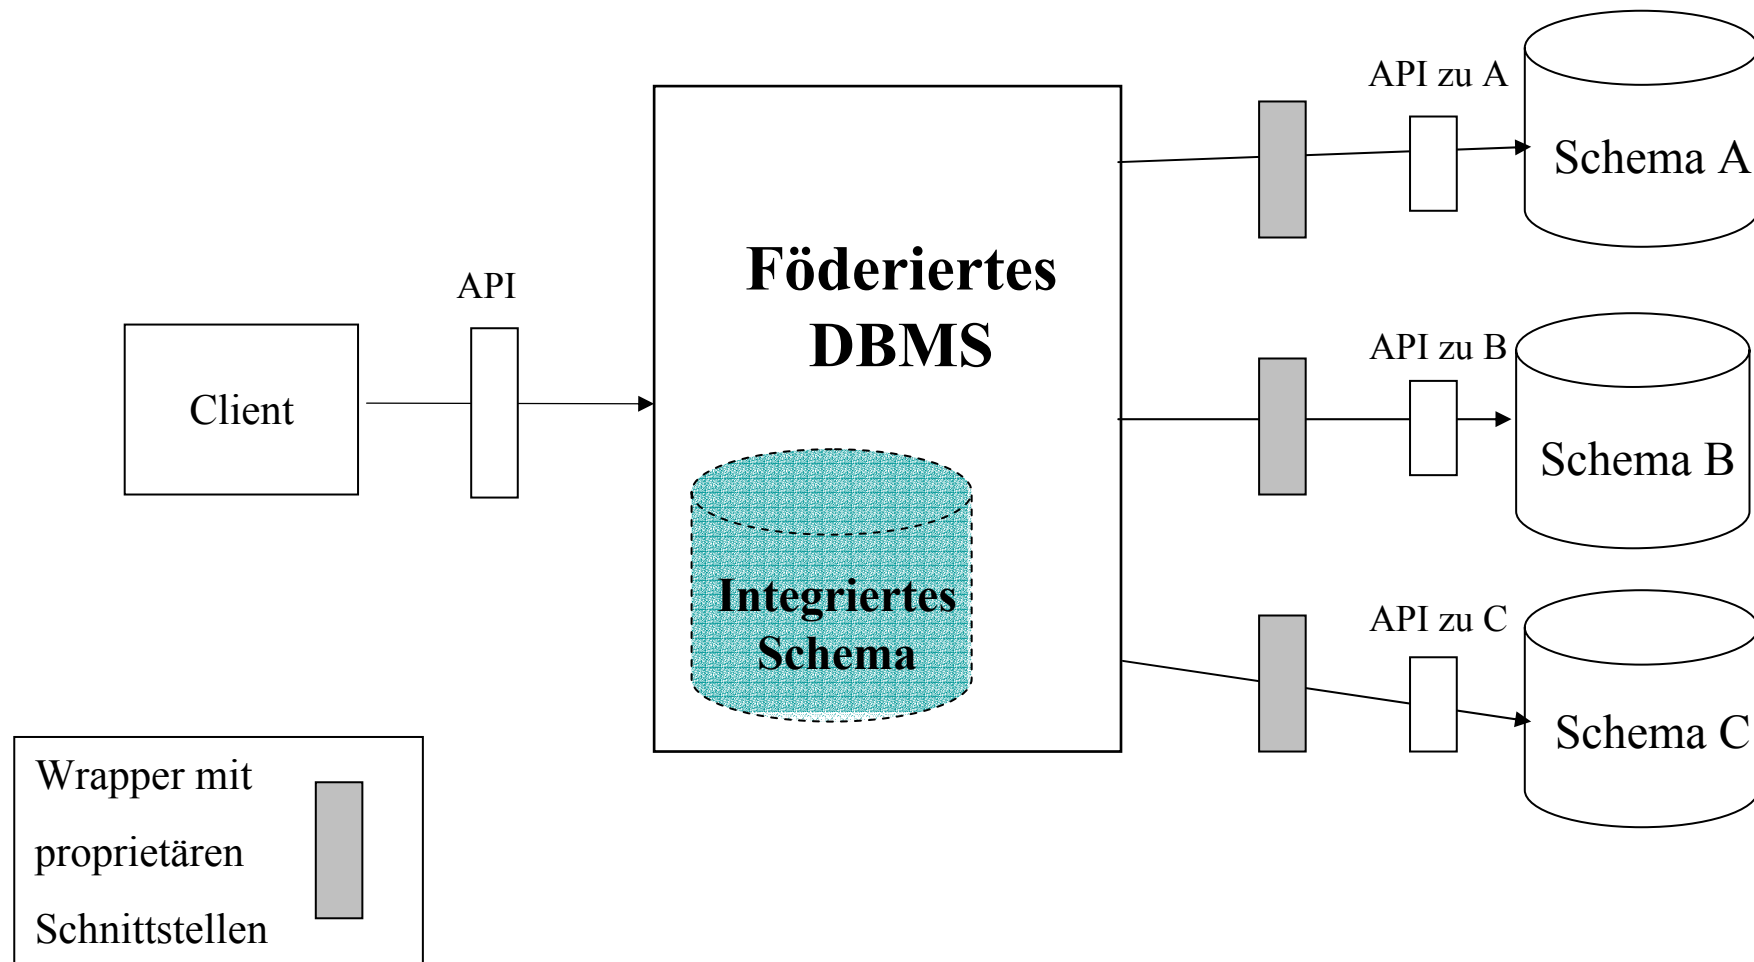 API zu A
Schema A
Föderiertes
DBMS
API
Client
API zu B
Schema B
Integriertes
Schema
API zu C
Schema C
Wrapper mit
proprietären
Schnittstellen